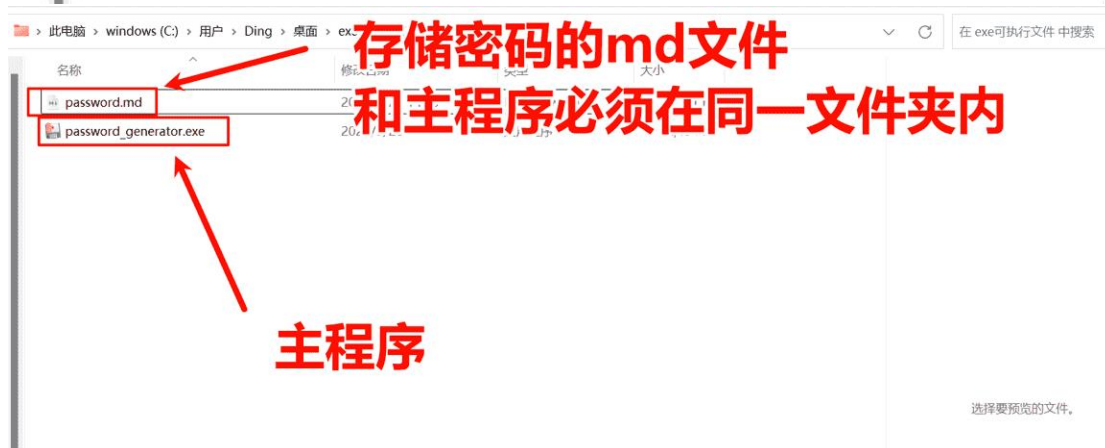 此电脑 › windows (C:) › 用户 › Ding › 桌面 ›
在 exe可执行文件 中搜索
存储密码的md文件
名称
大小
password.md
和主程序必须在同一文件夹内
password_generator.exe
主程序
选择要预览的文件。